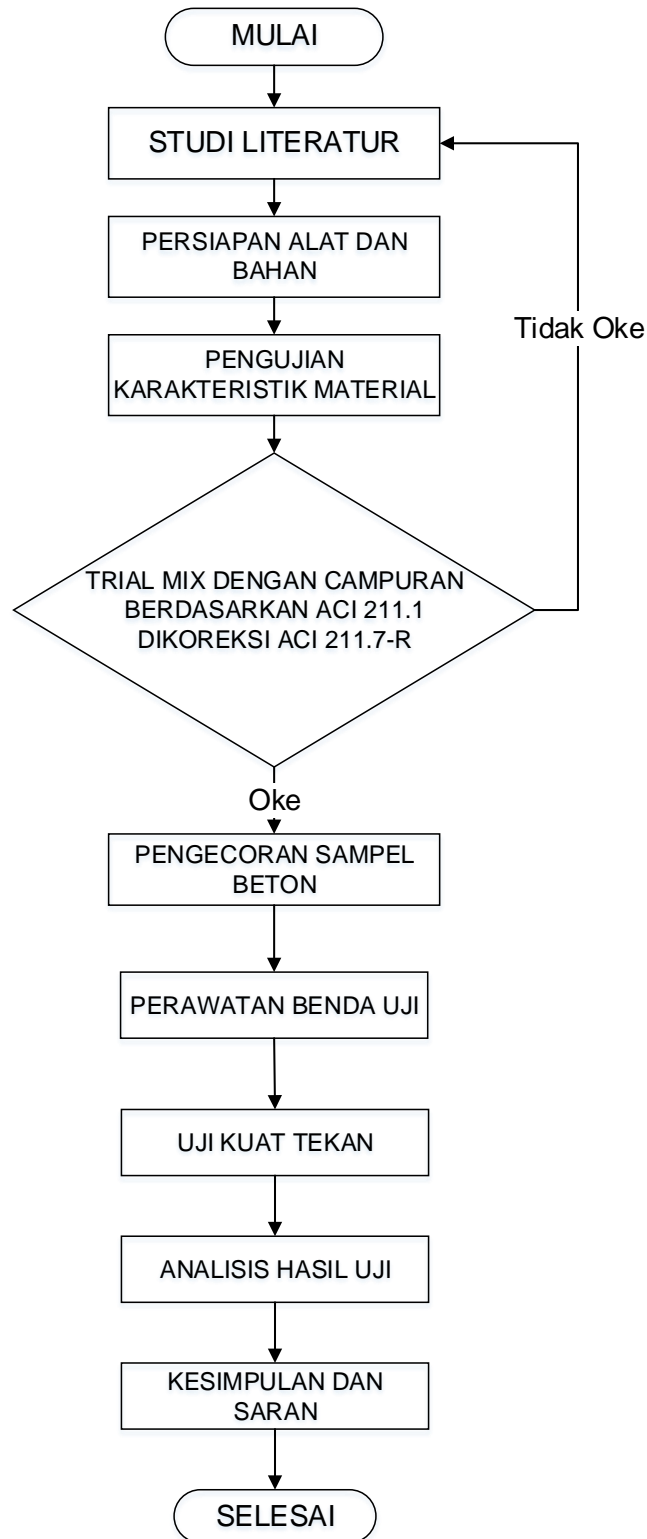 MULAI
STUDI LITERATUR
PERSIAPAN ALAT DAN
BAHAN
Tidak Oke
PENGUJIAN
KARAKTERISTIK MATERIAL
TRIAL MIX DENGAN CAMPURAN
BERDASARKAN ACI 211.1
DIKOREKSI ACI 211.7-R
Oke
PENGECORAN SAMPEL
BETON
PERAWATAN BENDA UJI
UJI KUAT TEKAN
ANALISIS HASIL UJI
KESIMPULAN DAN
SARAN
SELESAI